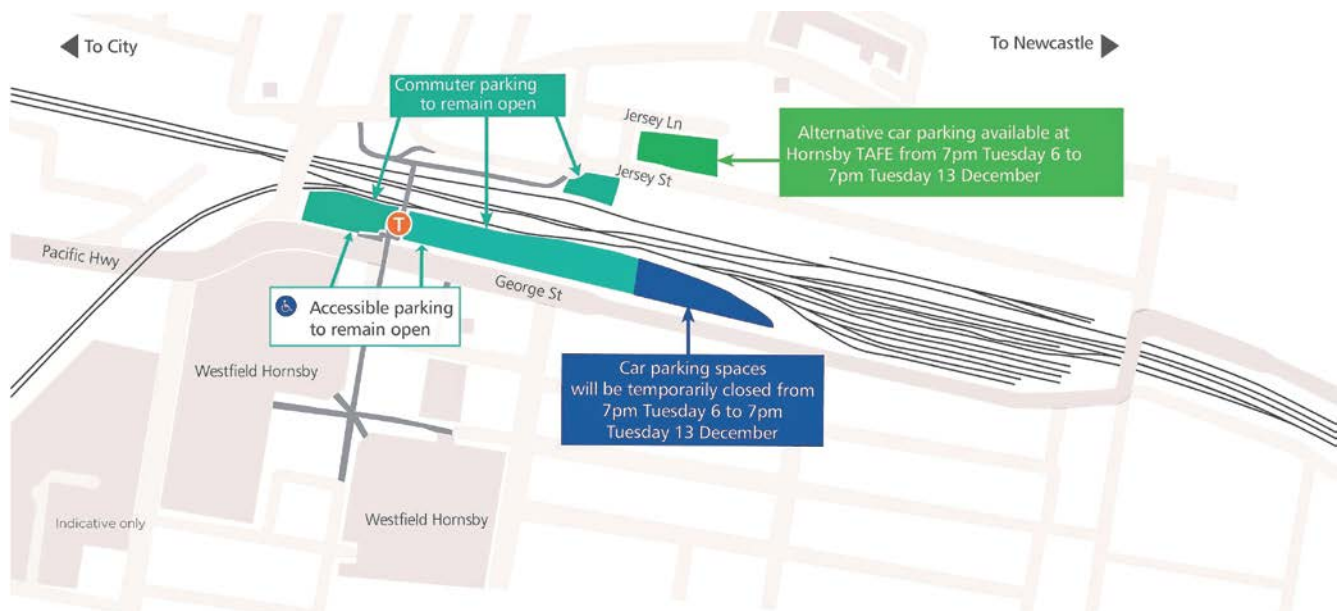 To City
To Newcastle
Commuter parking
to remain open
Jersey Ln
Alternative car parking available at
Hornsby TAFE from 7pm Tuesday 6 to
7pm Tuesday 13 December
Jersey St
T
Pacific Hwy
George St
Accessible parking
to remain open
Westfield Hornsby
Car parking spaces
will be temporarily closed from
7pm Tuesday 6 to 7pm
Tuesday 13 December
Indicative only
Westfield Hornsby